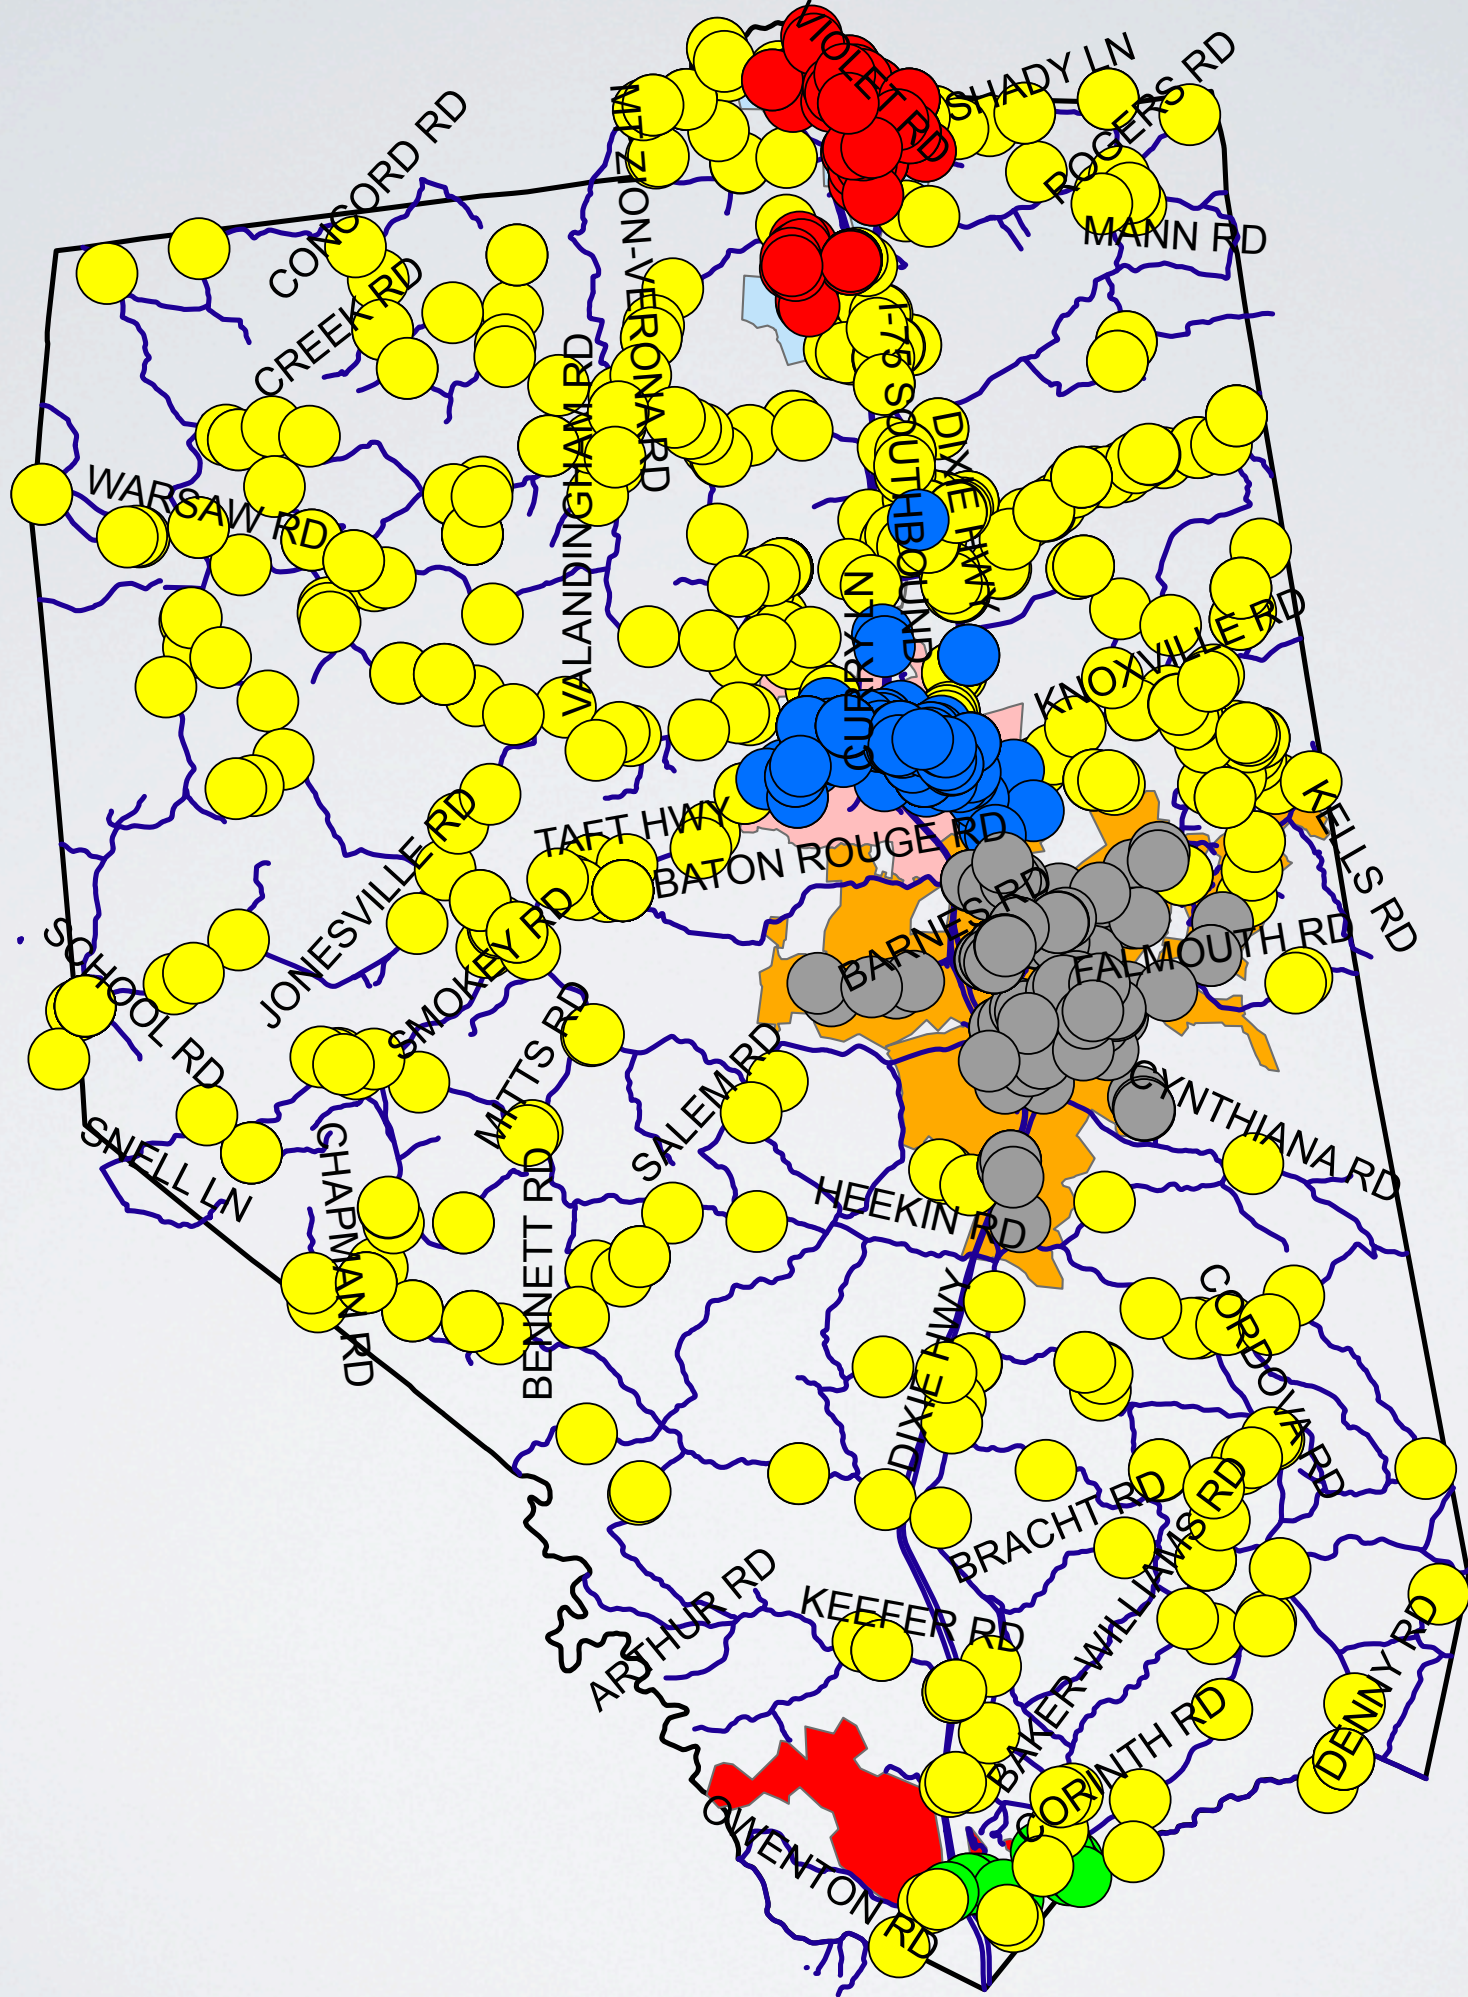 VIOLET RD
SHADY LN
ROGERS RD
CONCORD RD
MT ZION-VERONA RD
MANN RD
CREEK RD
I-75 SOUTHBOUND
VALANDINGHAM RD
DIXIE HWY
WARSAW RD
CURRY LN
KNOXVILLE RD
TAFT HWY
BATON ROUGE RD
KELLS RD
JONESVILLE RD
BARNES RD
SMOKEY RD
FALMOUTH RD
SCHOOL RD
MITTS RD
SALEM RD
CYNTHIANA RD
SNELL LN
CHAPMAN RD
BENNETT RD
HEEKIN RD
DIXIE HWY
CORDOVA RD
BRACHT RD
BAKER-WILLIAMS RD
ARTHUR RD
KEEFER RD
DENNY RD
CORINTH RD
OWENTON RD